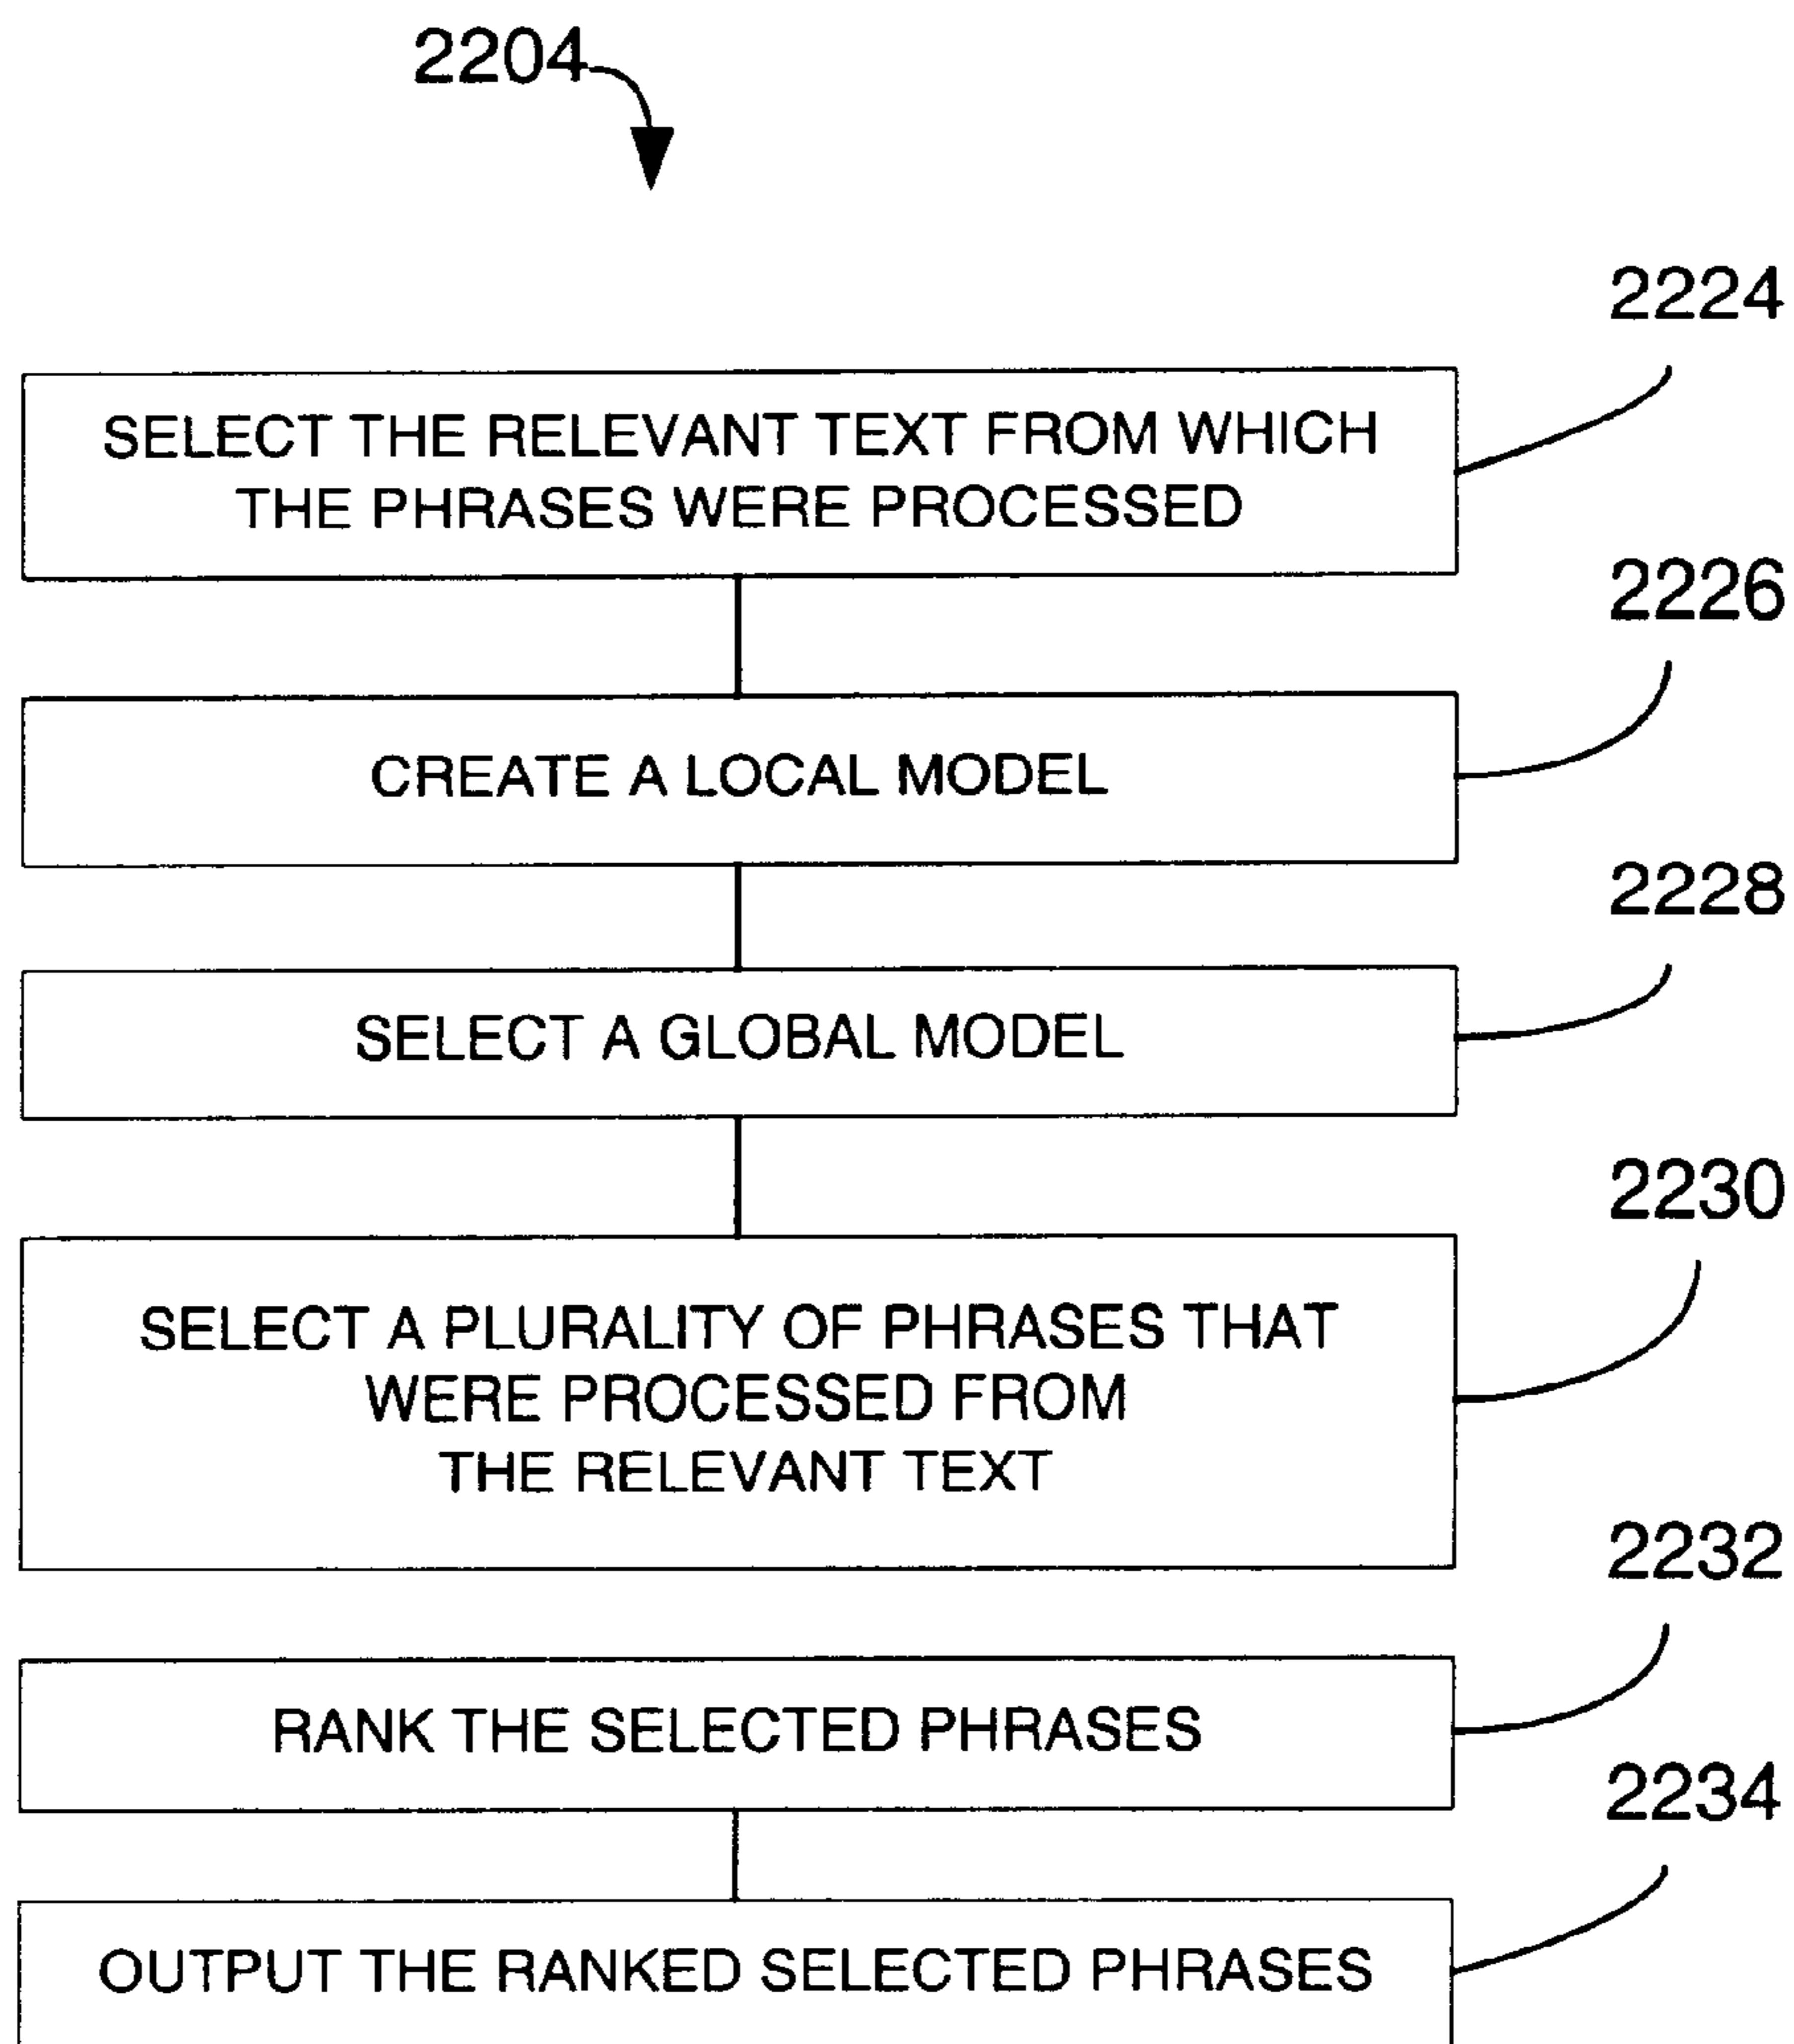 2204
2224
SELECT THE RELEVANT TEXT FROM WHICH
THE PHRASES WERE PROCESSED
2226
CREATE A LOCAL MODEL
2228
SELECT A GLOBAL MODEL
2230
SELECT A PLURALITY OF PHRASES THAT
WERE PROCESSED FROM
THE RELEVANT TEXT
2232
RANK THE SELECTED PHRASES
2234
OUTPUT THE RANKED SELECTED PHRASES